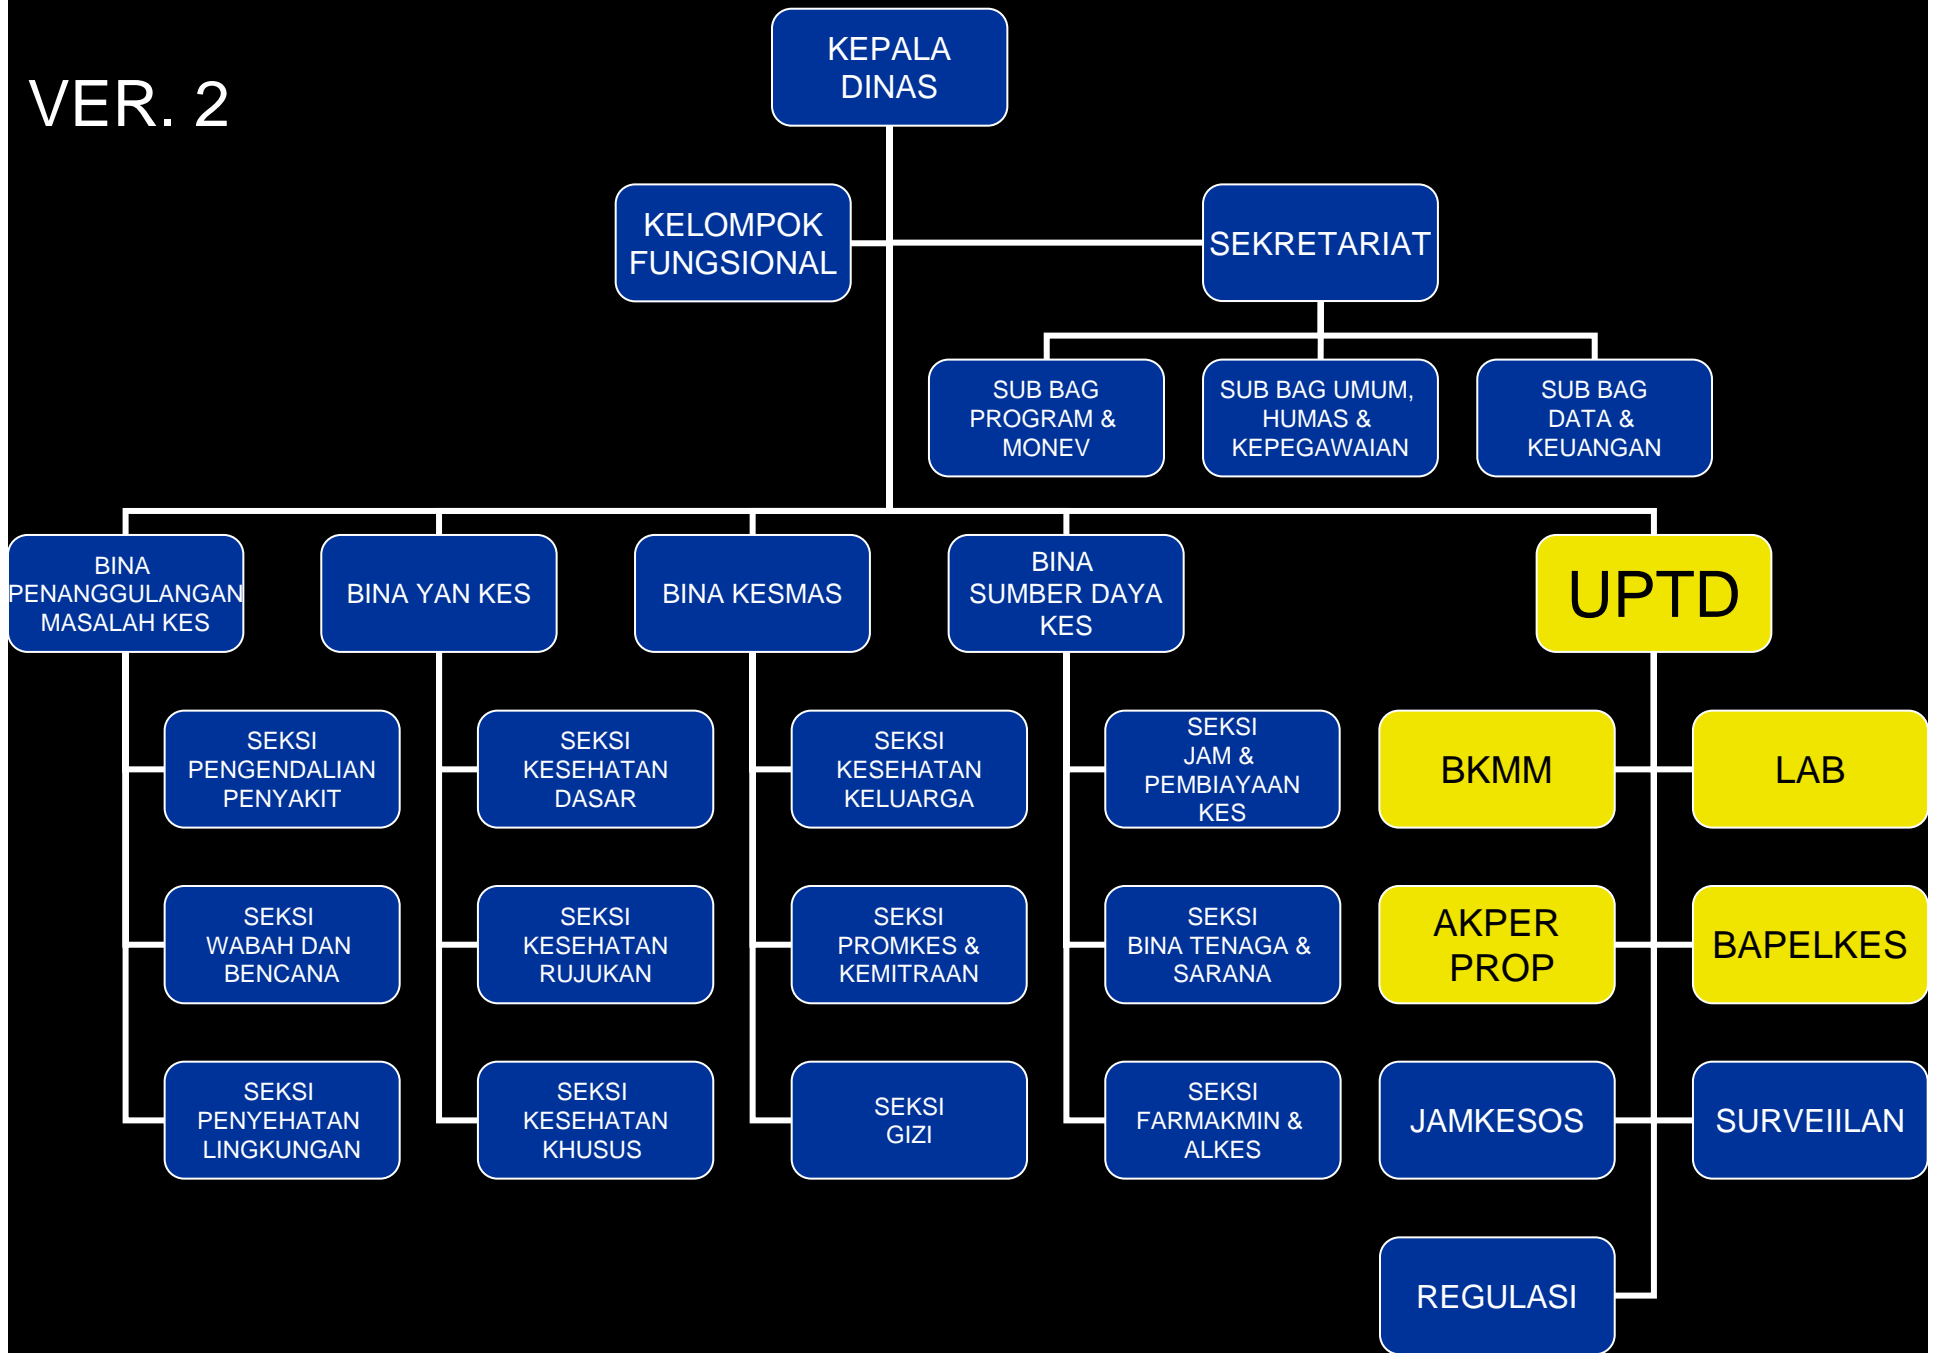 VER. 2
KEPALA
DINAS
KELOMPOK
FUNGSIONAL
SEKRETARIAT
SUB BAG
PROGRAM &
MONEV
SUB BAG UMUM,
HUMAS &
KEPEGAWAIAN
SUB BAG
DATA &
KEUANGAN
BINA
PENANGGULANGAN
MASALAH KES
BINA YAN KES
BINA KESMAS
BINA
SUMBER DAYA
KES
UPTD
SEKSI
PENGENDALIAN
PENYAKIT
SEKSI
KESEHATAN
DASAR
SEKSI
KESEHATAN
KELUARGA
SEKSI
JAM &
PEMBIAYAAN
KES
BKMM
LAB
SEKSI
WABAH DAN
BENCANA
SEKSI
KESEHATAN
RUJUKAN
SEKSI
PROMKES &
KEMITRAAN
SEKSI
BINA TENAGA &
SARANA
AKPER
PROP
BAPELKES
SEKSI
PENYEHATAN
LINGKUNGAN
SEKSI
KESEHATAN
KHUSUS
SEKSI
GIZI
SEKSI
FARMAKMIN &
ALKES
JAMKESOS
SURVEIILAN
REGULASI